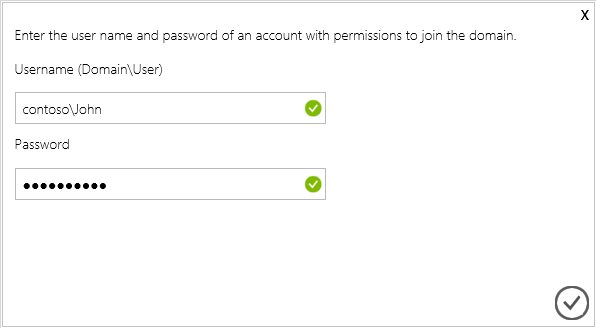 X
Enter the user name and password of an account with permissions to join the domain.
Username (Domain\User)
contoso\John
Password
●●●●●●●●●●